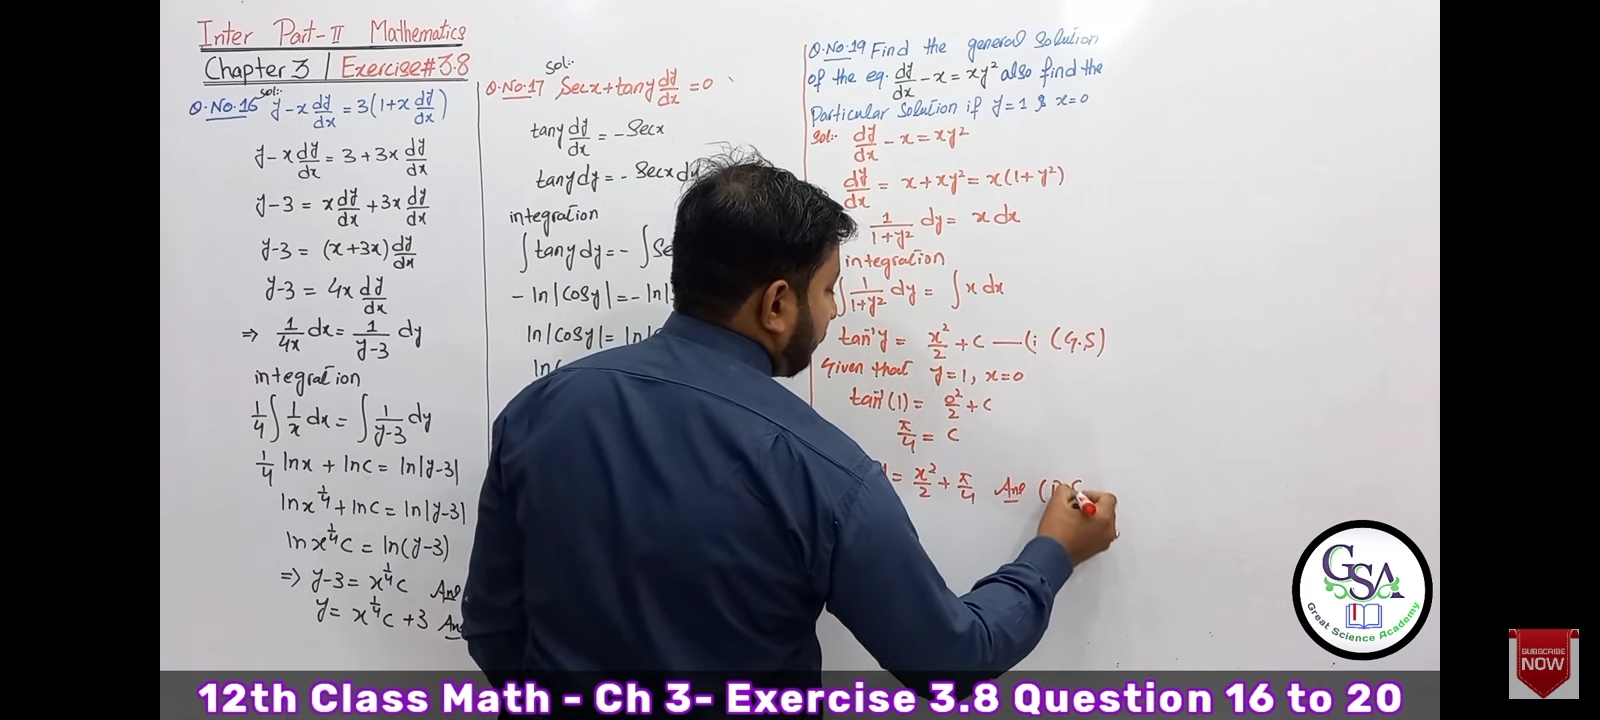 Inter Part-II Mathematics
Chapter 3 | Exercise#3.8
Q.No.16 sol:- y-x dy/dx = 3(1+x dy/dx)
y-x dy/dx = 3+3x dy/dx
y-3 = x dy/dx + 3x dy/dx
y-3 = (x+3x) dy/dx
y-3 = 4x dy/dx
⇒ 1/4x dx = 1/y-3 dy
integration
1/4 ∫ 1/x dx = ∫ 1/y-3 dy
1/4 lnx + lnc = ln|y-3|
lnx^1/4 + lnc = ln|y-3|
lnx^1/4 c = ln(y-3)
⇒ y-3 = x^1/4 c Ans
y = x^1/4 c +3 Ans
sol:-
Q.No.17 Secx+tany dy/dx = 0
tany dy/dx = -Secx
tany dy = - Secx dx
integration
∫ tany dy = - ∫ Se
- ln|Cosy| = - ln|
ln|Cosy| = ln|
ln
Q.No.19 Find the general Solution
of the eq. dy/dx - x = xy² also find the
Particular Solution if y=1 & x=0
Sol:- dy/dx - x = xy²
dy/dx = x+xy² = x(1+y²)
1/1+y² dy = x dx
integration
∫ 1/1+y² dy = ∫ x dx
tan⁻¹y = x²/2 + C —(i (G.S)
Given that y=1, x=0
tan⁻¹(1) = 0²/2 + C
π/4 = C
= x²/2 + π/4 Ans (P.S
GSA
Great Science Academy
SUBSCRIBE
NOW
12th Class Math - Ch 3- Exercise 3.8 Question 16 to 20